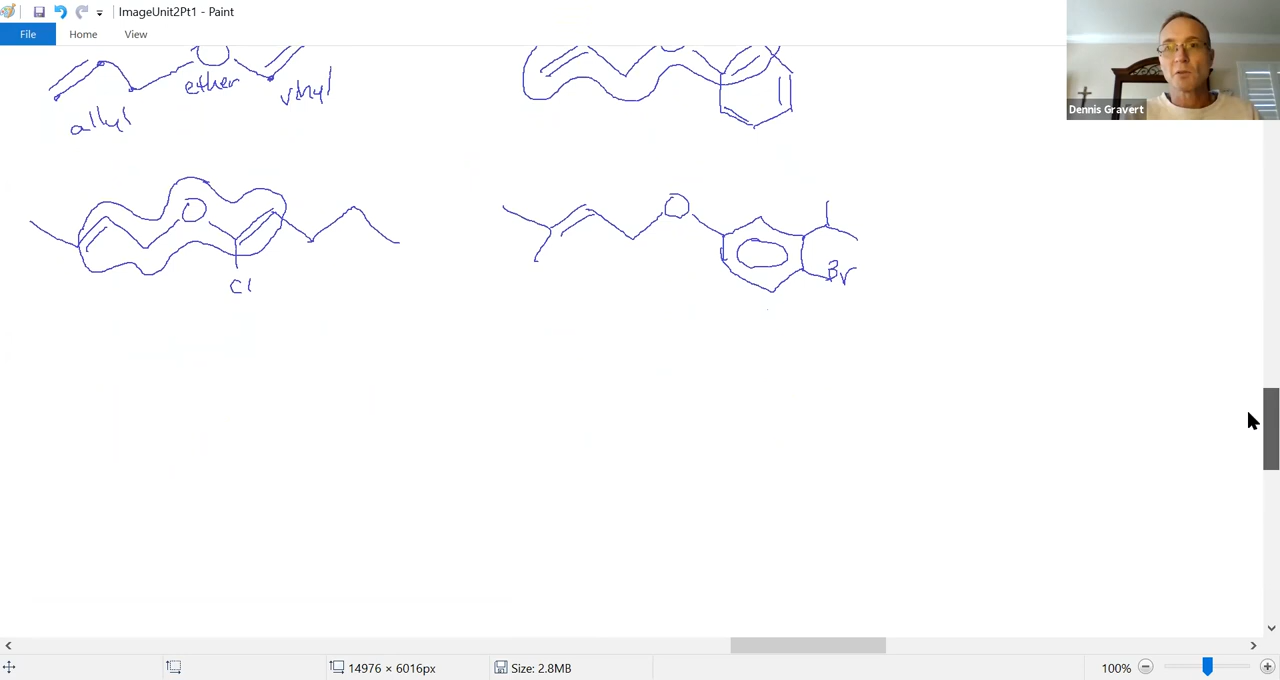 ImageUnit2Pt1 - Paint
File Home View
Dennis Gravert
O
ether
vinyl
allyl
O
Cl
O
Br
14976 × 6016px
Size: 2.8MB
100%